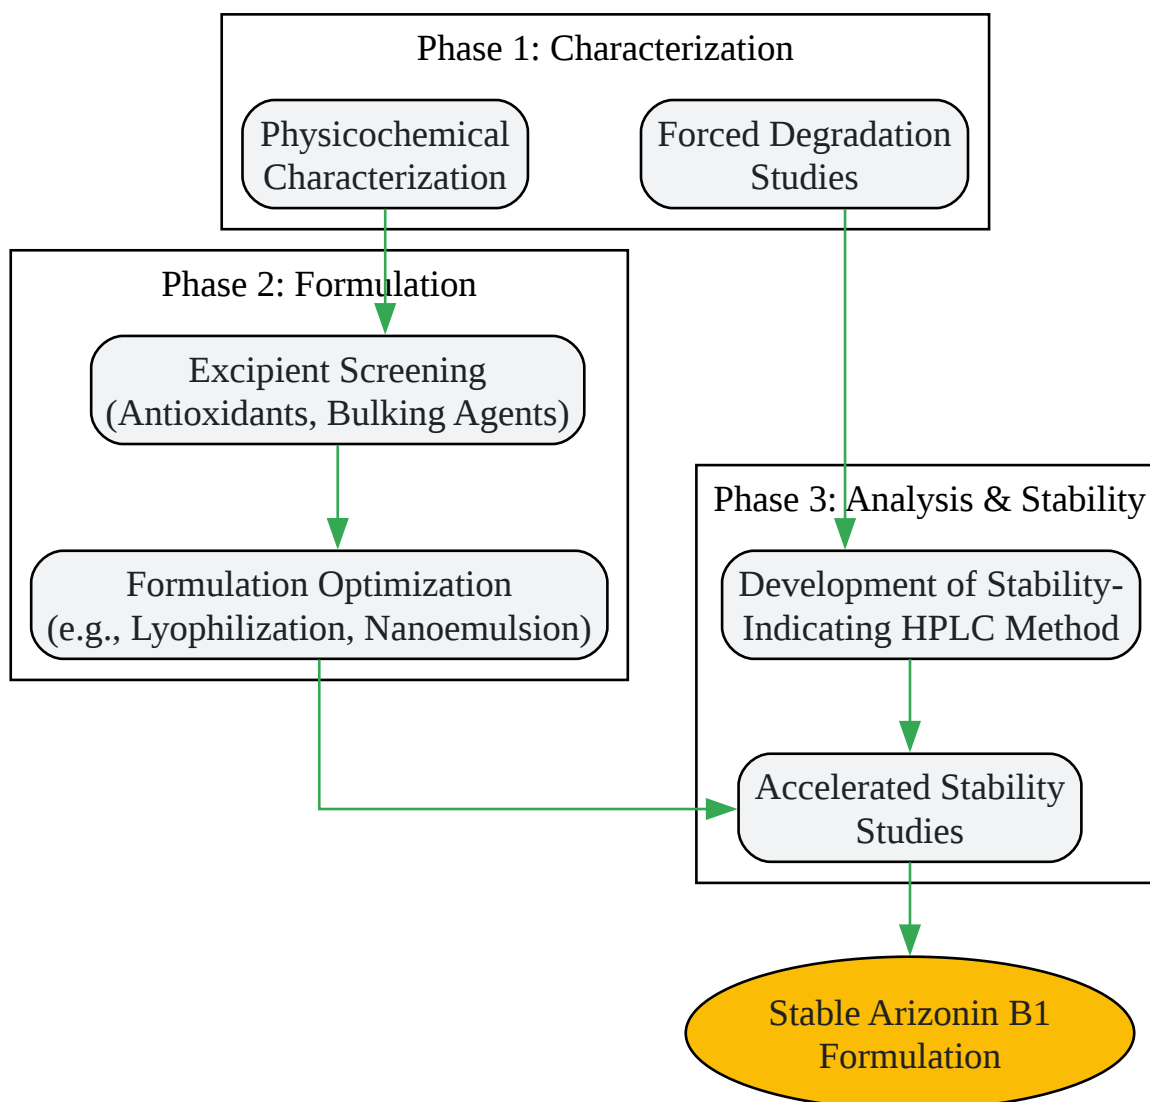 Phase 1: Characterization
Physicochemical
Characterization
Forced Degradation
Studies
Phase 2: Formulation
Excipient Screening
(Antioxidants, Bulking Agents)
Formulation Optimization
(e.g., Lyophilization, Nanoemulsion)
Phase 3: Analysis & Stability
Development of Stability-
Indicating HPLC Method
Accelerated Stability
Studies
Stable Arizonin B1
Formulation